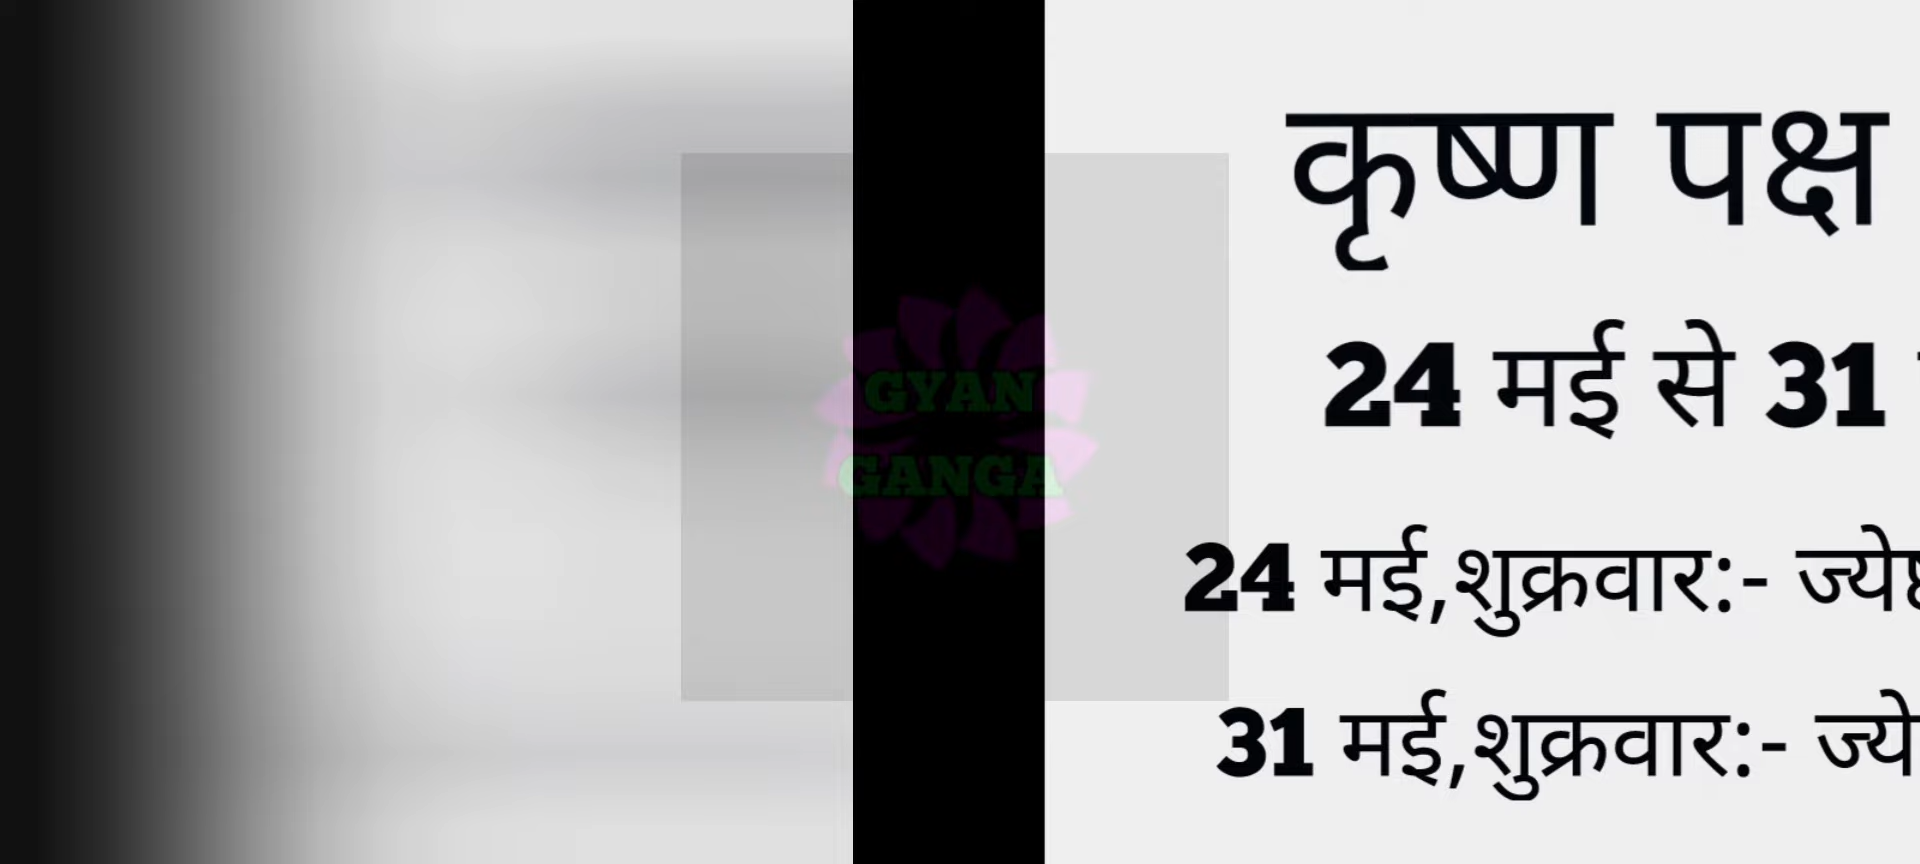 GYAN
GANGA
कृष्ण पक्ष
24 मई से 31
24 मई,शुक्रवार:-
31 मई,शुक्रवार:-